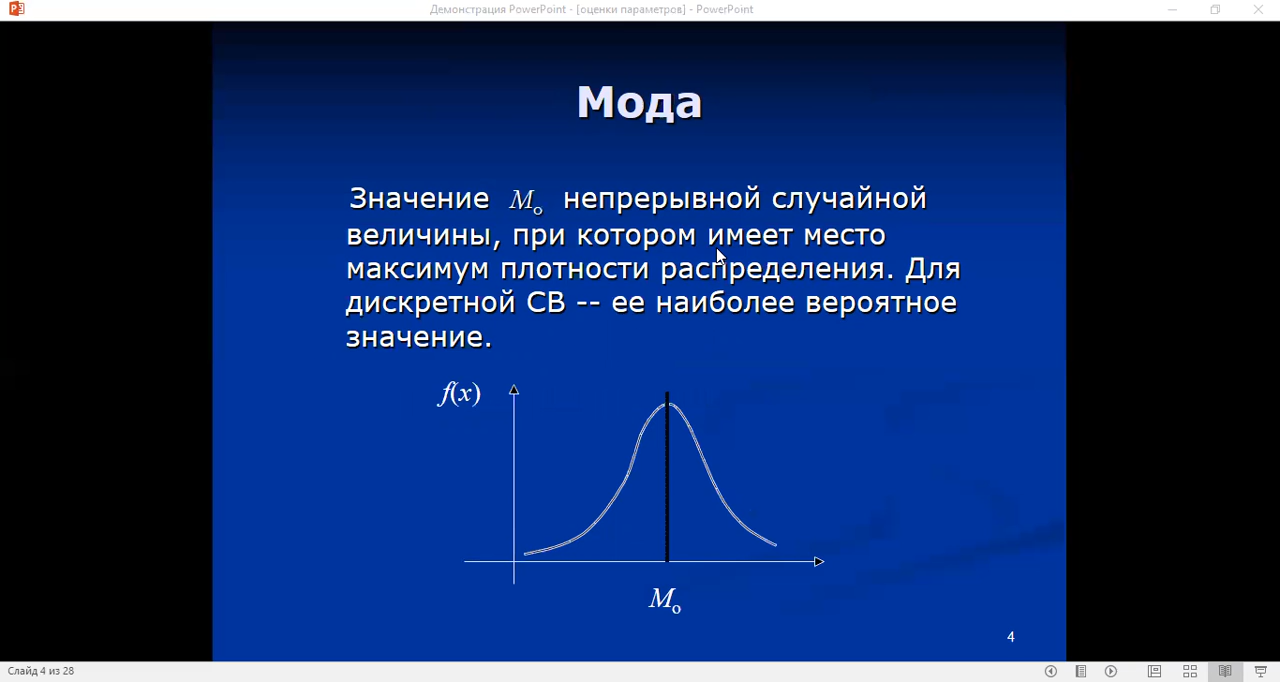 Демонстрация PowerPoint - [оценки параметров] - PowerPoint
Мода
Значение Mo непрерывной случайной
величины, при котором имеет место
максимум плотности распределения. Для
дискретной СВ -- ее наиболее вероятное
значение.
f(x)
Mo
4
Слайд 4 из 28